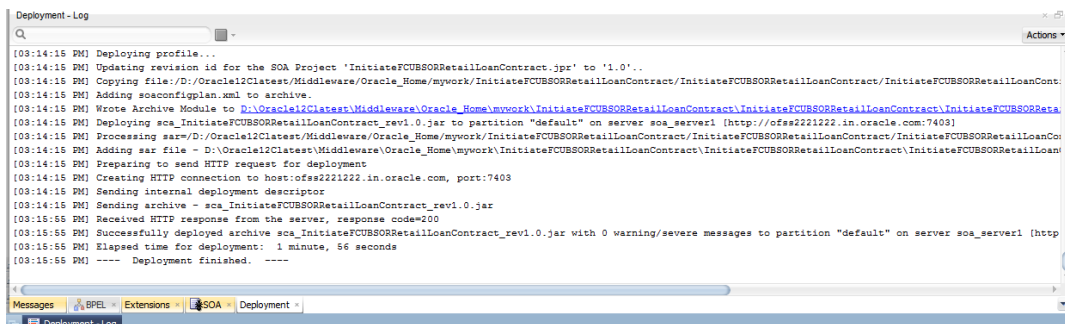 Deployment - Log
Actions
[03:14:15 PM] Deploying profile...
[03:14:15 PM] Updating revision id for the SOA Project 'InitiateFCUBSORRetailLoanContract.jpr' to '1.0'..
[03:14:15 PM] Copying file:/D:/Oracle12Clatest/Middleware/Oracle_Home/mywork/InitiateFCUBSORRetailLoanContract/InitiateFCUBSORRetailLoanContract/InitiateFCUBSORRetailLoanCont
[03:14:15 PM] Adding soaconfigplan.xml to archive.
[03:14:15 PM] Wrote Archive Module to D:\Oracle12Clatest\Middleware\Oracle_Home\mywork\InitiateFCUBSORRetailLoanContract\InitiateFCUBSORRetailLoanContract\InitiateFCUBSORReta
[03:14:15 PM] Deploying sca_InitiateFCUBSORRetailLoanContract_rev1.0.jar to partition "default" on server soa_server1 [http://ofss2221222.in.oracle.com:7403]
[03:14:15 PM] Processing sar=/D:/Oracle12Clatest/Middleware/Oracle_Home/mywork/InitiateFCUBSORRetailLoanContract/InitiateFCUBSORRetailLoanContract/InitiateFCUBSORRetailLoanCo
[03:14:15 PM] Adding sar file - D:\Oracle12Clatest\Middleware\Oracle_Home\mywork\InitiateFCUBSORRetailLoanContract\InitiateFCUBSORRetailLoanContract\InitiateFCUBSORRetailLoan
[03:14:15 PM] Preparing to send HTTP request for deployment
[03:14:15 PM] Creating HTTP connection to host:ofss2221222.in.oracle.com, port:7403
[03:14:15 PM] Sending internal deployment descriptor
[03:14:15 PM] Sending archive - sca_InitiateFCUBSORRetailLoanContract_rev1.0.jar
[03:15:55 PM] Received HTTP response from the server, response code=200
[03:15:55 PM] Successfully deployed archive sca_InitiateFCUBSORRetailLoanContract_rev1.0.jar with 0 warning/severe messages to partition "default" on server soa_server1 [http
[03:15:55 PM] Elapsed time for deployment: 1 minute, 56 seconds
[03:15:55 PM] ---- Deployment finished. ----
Messages BPEL Extensions SOA Deployment
Deployment - Log